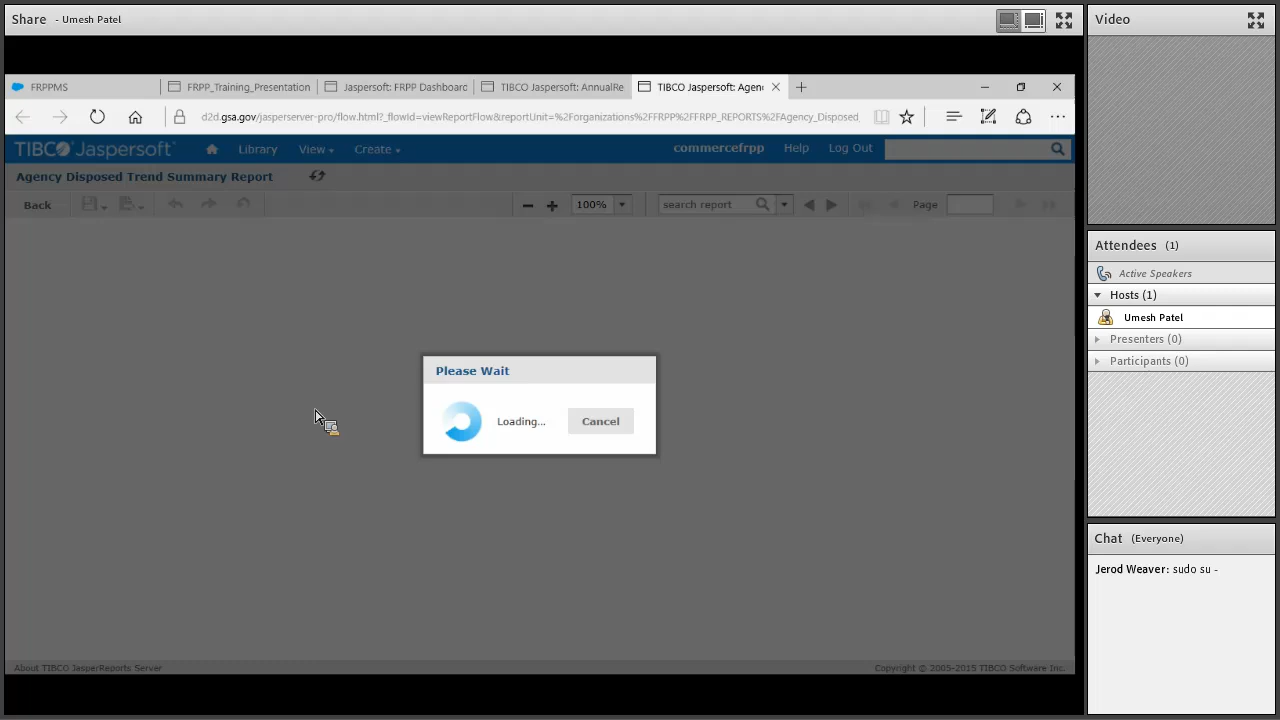 Share - Umesh Patel
Video
FRPPMS
FRPP_Training_Presentation
Jaspersoft: FRPP Dashboard
TIBCO Jaspersoft: AnnualRe
TIBCO Jaspersoft: Agen
d2d.gsa.gov/jasperserver-pro/flow.html?_flowId=viewReportFlow&reportUnit=%2Forganizations%2FFRPP%2FFRPP_REPORTS%2FAgency_Disposed
TIBCO Jaspersoft
Library
View
Create
commercefrpp
Help
Log Out
Agency Disposed Trend Summary Report
Back
100%
search report
Page
Please Wait
Loading...
Cancel
About TIBCO JasperReports Server
Copyright © 2005-2015 TIBCO Software Inc.
Attendees (1)
Active Speakers
Hosts (1)
Umesh Patel
Presenters (0)
Participants (0)
Chat (Everyone)
Jerod Weaver: sudo su -